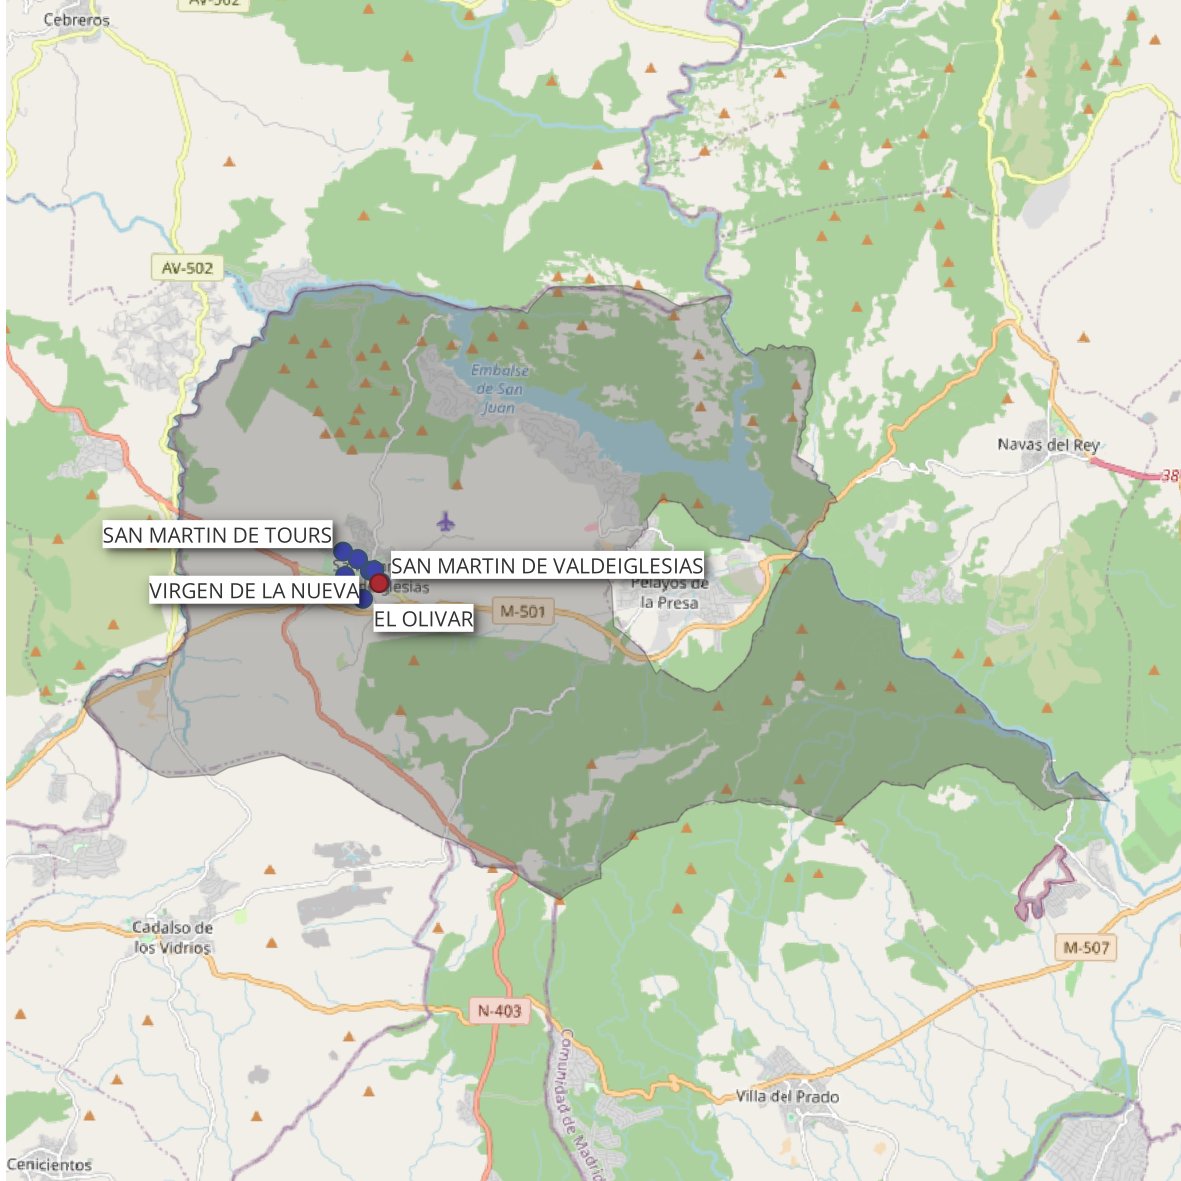 AV-502
Cebreros
AV-502
Embalse
de San
Juan
Navas del Rey
38
SAN MARTIN DE TOURS
SAN MARTIN DE VALDEIGLESIAS
VIRGEN DE LA NUEVA
Pelayos de
la Presa
M-501
EL OLIVAR
Cadalso de
los Vidrios
M-507
N-403
Comunidad de Madrid
Villa del Prado
Cenicientos